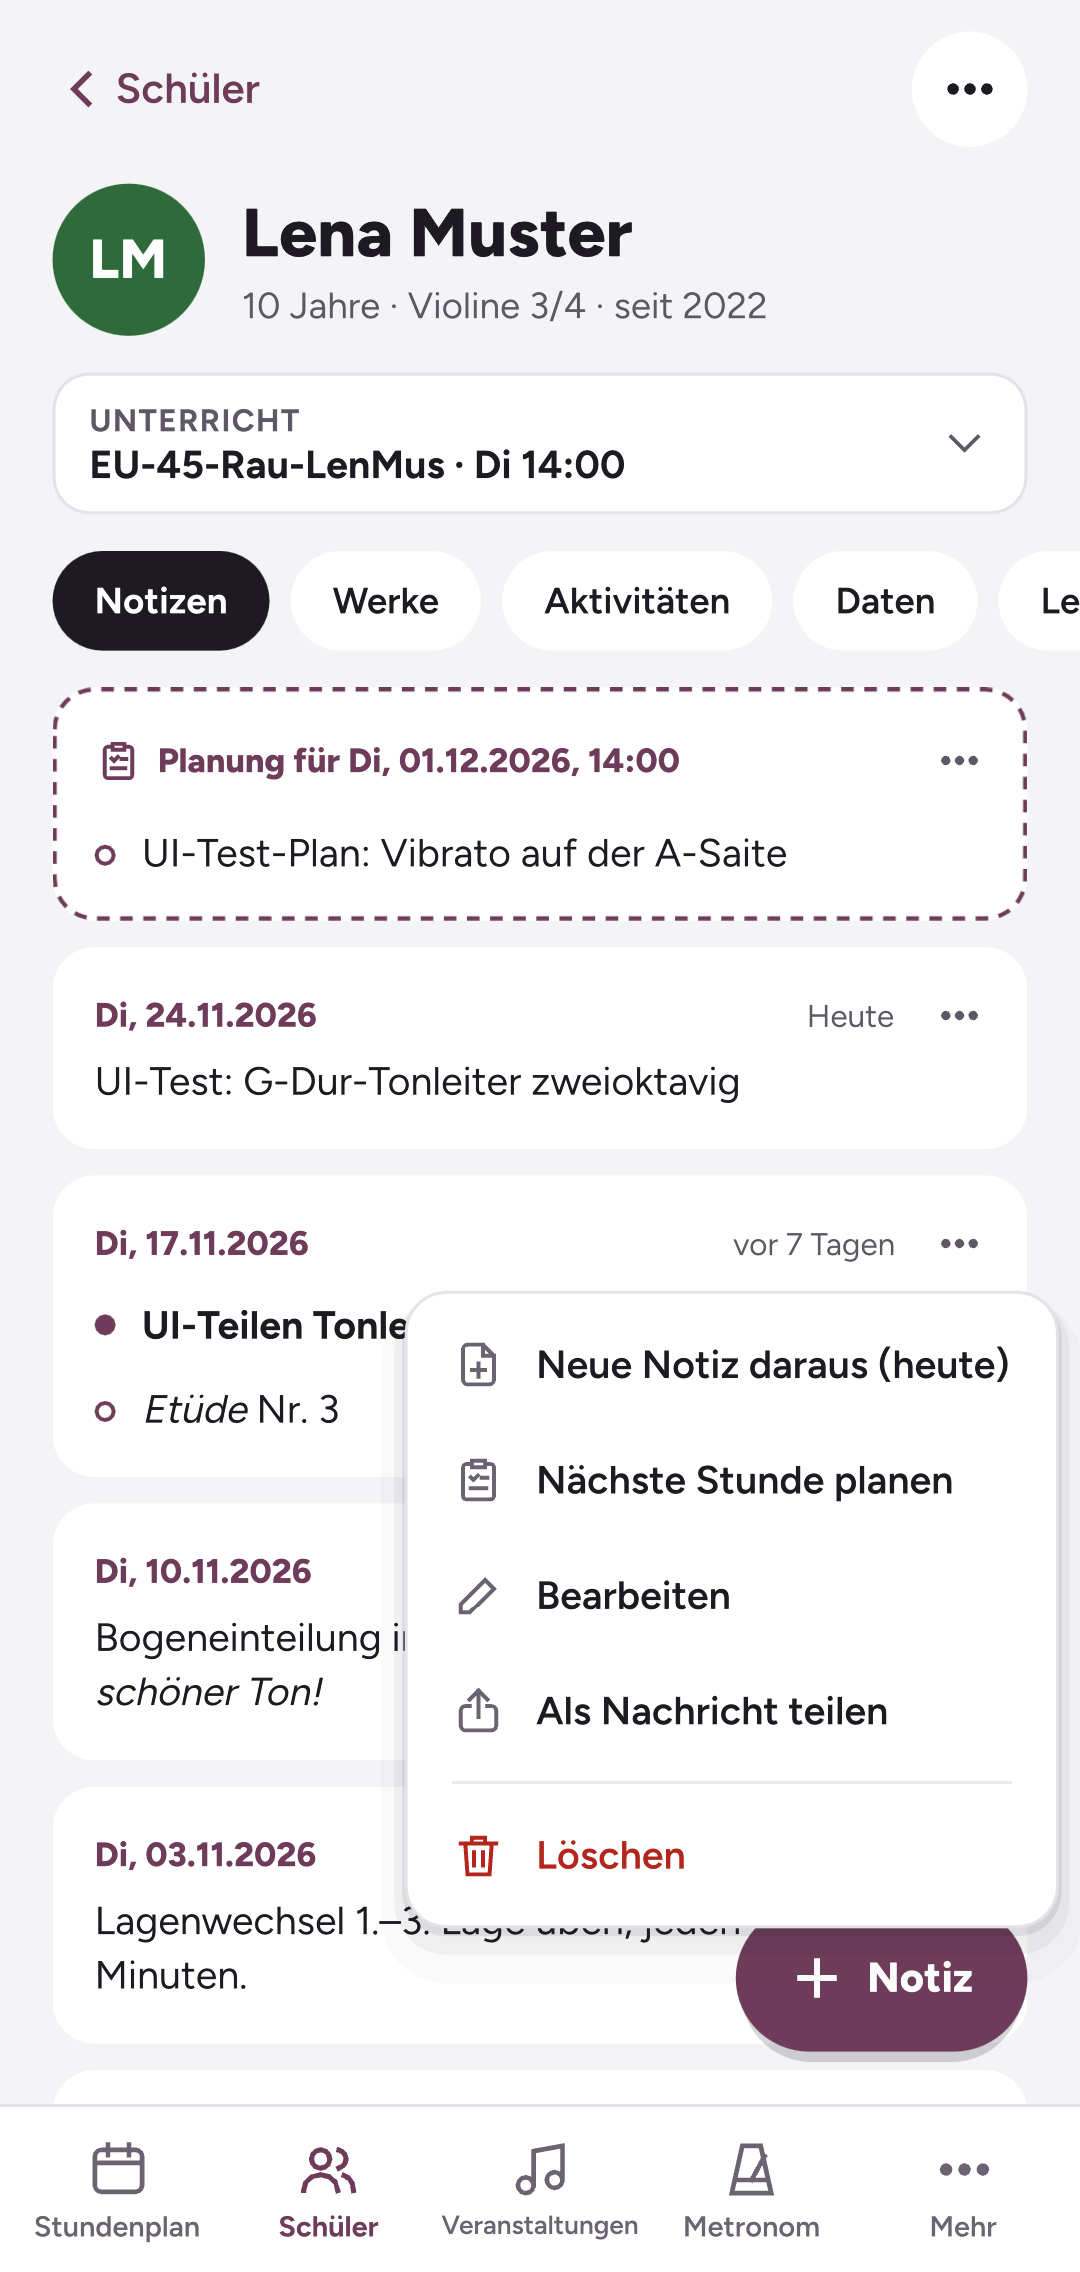 Schüler
LM
Lena Muster
10 Jahre · Violine 3/4 · seit 2022
UNTERRICHT
EU-45-Rau-LenMus · Di 14:00
Notizen
Werke
Aktivitäten
Daten
Le
Planung für Di, 01.12.2026, 14:00
UI-Test-Plan: Vibrato auf der A-Saite
Di, 24.11.2026
Heute
UI-Test: G-Dur-Tonleiter zweioktavig
Di, 17.11.2026
vor 7 Tagen
UI-Teilen Tonle
Etüde Nr. 3
Neue Notiz daraus (heute)
Nächste Stunde planen
Bearbeiten
Als Nachricht teilen
Löschen
Di, 10.11.2026
Bogeneinteilung
schöner Ton!
Di, 03.11.2026
Lagenwechsel 1.–3. Lage üben, jeden
Minuten.
Notiz
Stundenplan
Schüler
Veranstaltungen
Metronom
Mehr